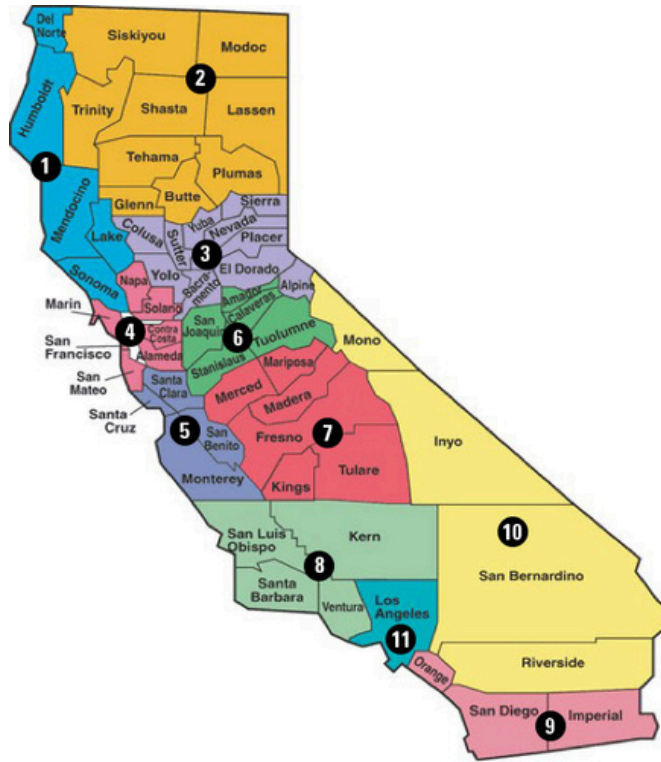 Del
Norte
Siskiyou
Modoc
2
Humboldt
Trinity
Shasta
Lassen
1
Tehama
Plumas
Mendocino
Glenn
Butte
Sierra
Lake
Colusa
Sutter
Yuba
Nevada
Placer
3
Sonoma
Napa
Yolo
Sacra-
mento
El Dorado
Alpine
Marin
Solano
Amador
Calaveras
4
Contra
Costa
San
Joaquin
6
Tuolumne
Mono
San
Francisco
Alameda
Stanislaus
Mariposa
San
Mateo
Santa
Clara
Merced
Madera
Santa
Cruz
5
San
Benito
Fresno
7
Inyo
Monterey
Kings
Tulare
San Luis
Obispo
Kern
10
8
San Bernardino
Santa
Barbara
Ventura
Los
Angeles
11
Orange
Riverside
San Diego
9
Imperial